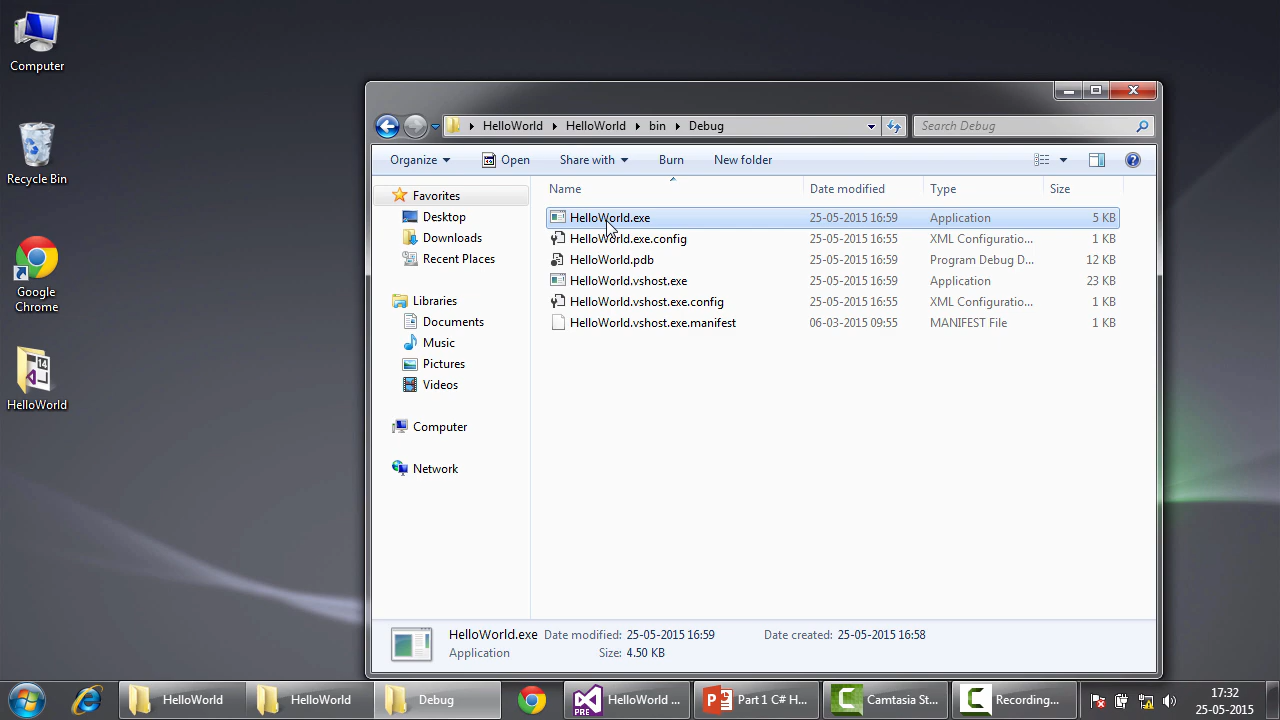 Computer
Recycle Bin
Google
Chrome
14
HelloWorld
HelloWorld HelloWorld bin Debug
Search Debug
Organize Open Share with Burn New folder
Name Date modified Type Size
Favorites
Desktop
Downloads
Recent Places
Libraries
Documents
Music
Pictures
Videos
Computer
Network
HelloWorld.exe 25-05-2015 16:59 Application 5 KB
HelloWorld.exe.config 25-05-2015 16:55 XML Configuratio... 1 KB
HelloWorld.pdb 25-05-2015 16:59 Program Debug D... 12 KB
HelloWorld.vshost.exe 25-05-2015 16:59 Application 23 KB
HelloWorld.vshost.exe.config 25-05-2015 16:55 XML Configuratio... 1 KB
HelloWorld.vshost.exe.manifest 06-03-2015 09:55 MANIFEST File 1 KB
HelloWorld.exe Date modified: 25-05-2015 16:59 Date created: 25-05-2015 16:58
Application Size: 4.50 KB
HelloWorld HelloWorld Debug PRE HelloWorld ... Part 1 C# H... Camtasia St... Recording...
17:32
25-05-2015